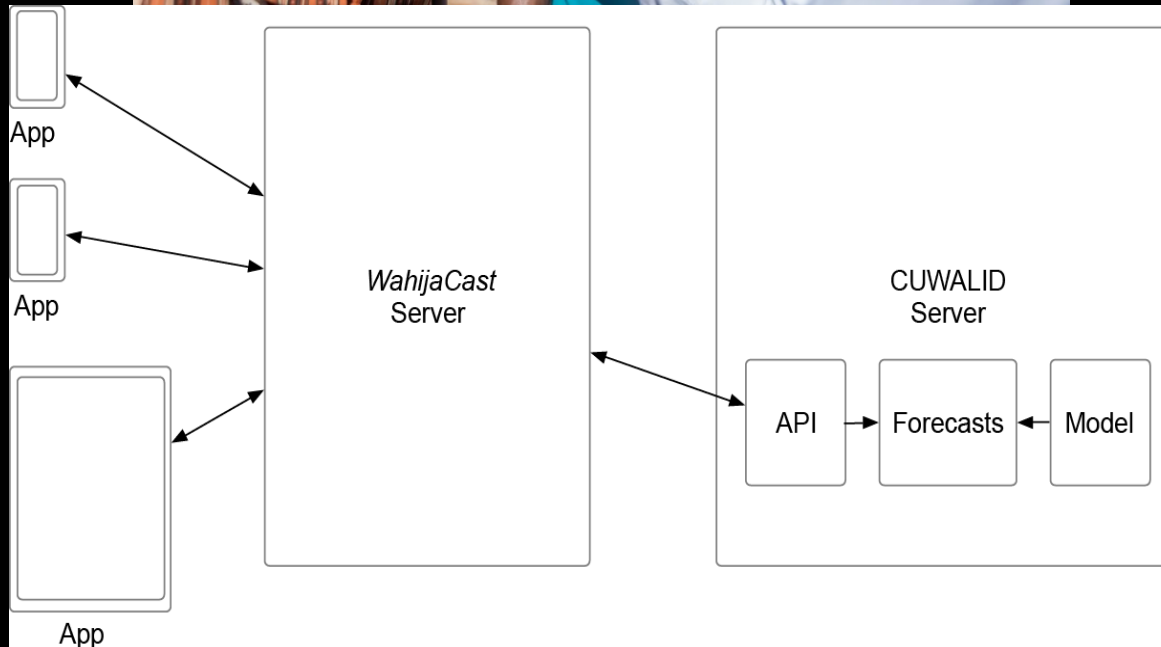 App
App
App
WahijaCast
Server
CUWALID
Server
API
Forecasts
Model